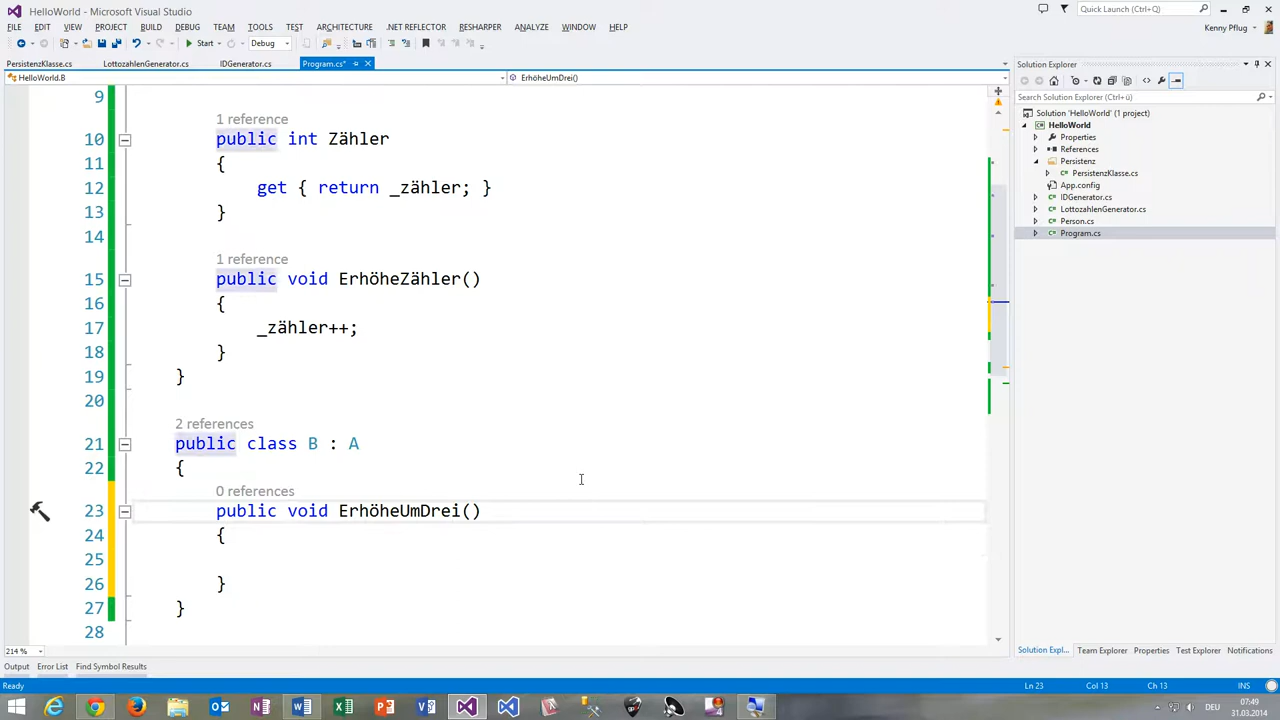 HelloWorld - Microsoft Visual Studio
Quick Launch (Ctrl+Q)
FILE EDIT VIEW PROJECT BUILD DEBUG TEAM TOOLS TEST ARCHITECTURE .NET REFLECTOR RESHARPER ANALYZE WINDOW HELP
Kenny Pflug
Start Debug
PersistenzKlasse.cs LottozahlenGenerator.cs IDGenerator.cs Program.cs*
HelloWorld.B ErhöheUmDrei()
9
1 reference
10 public int Zähler
11 {
12 get { return _zähler; }
13 }
14
1 reference
15 public void ErhöheZähler()
16 {
17 _zähler++;
18 }
19 }
20
2 references
21 public class B : A
22 {
0 references
23 public void ErhöheUmDrei()
24 {
25
26 }
27 }
28
214 %
Solution Explorer
Search Solution Explorer (Ctrl+ü)
Solution 'HelloWorld' (1 project)
HelloWorld
Properties
References
Persistenz
PersistenzKlasse.cs
App.config
IDGenerator.cs
LottozahlenGenerator.cs
Person.cs
Program.cs
Solution Expl... Team Explorer Properties Test Explorer Notifications
Output Error List Find Symbol Results
Ready Ln 23 Col 13 Ch 13 INS
DEU
07:49
31.03.2014